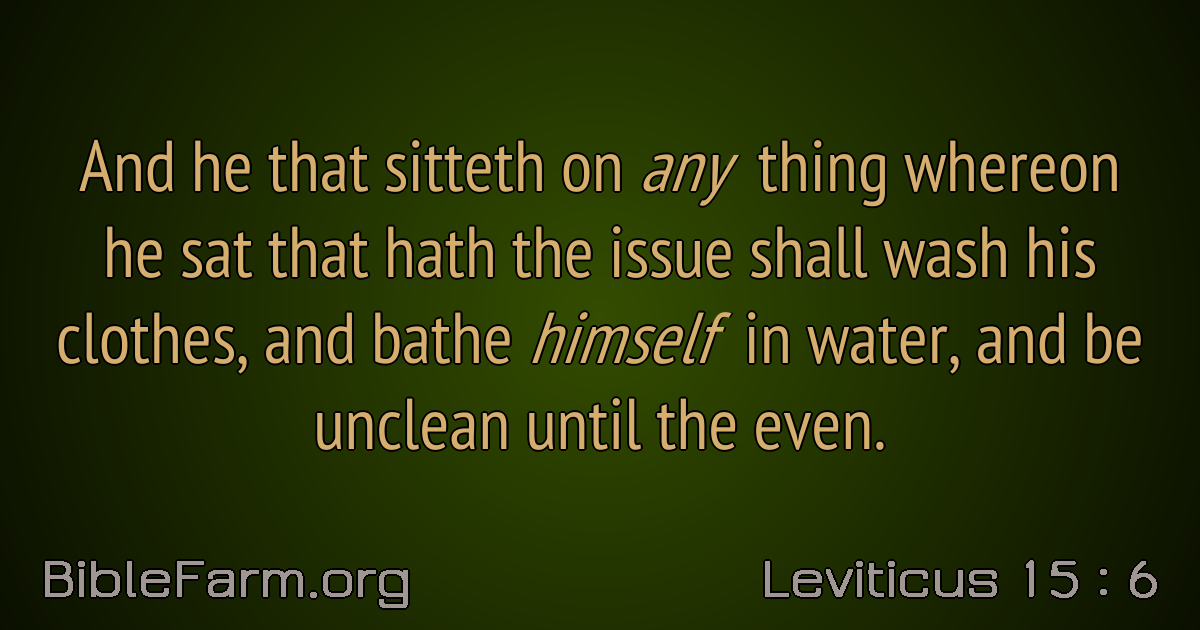 And he that sitteth on any thing whereon
he sat that hath the issue shall wash his
clothes, and bathe himself in water, and be
unclean until the even.
BibleFarm.org
Leviticus 15 : 6